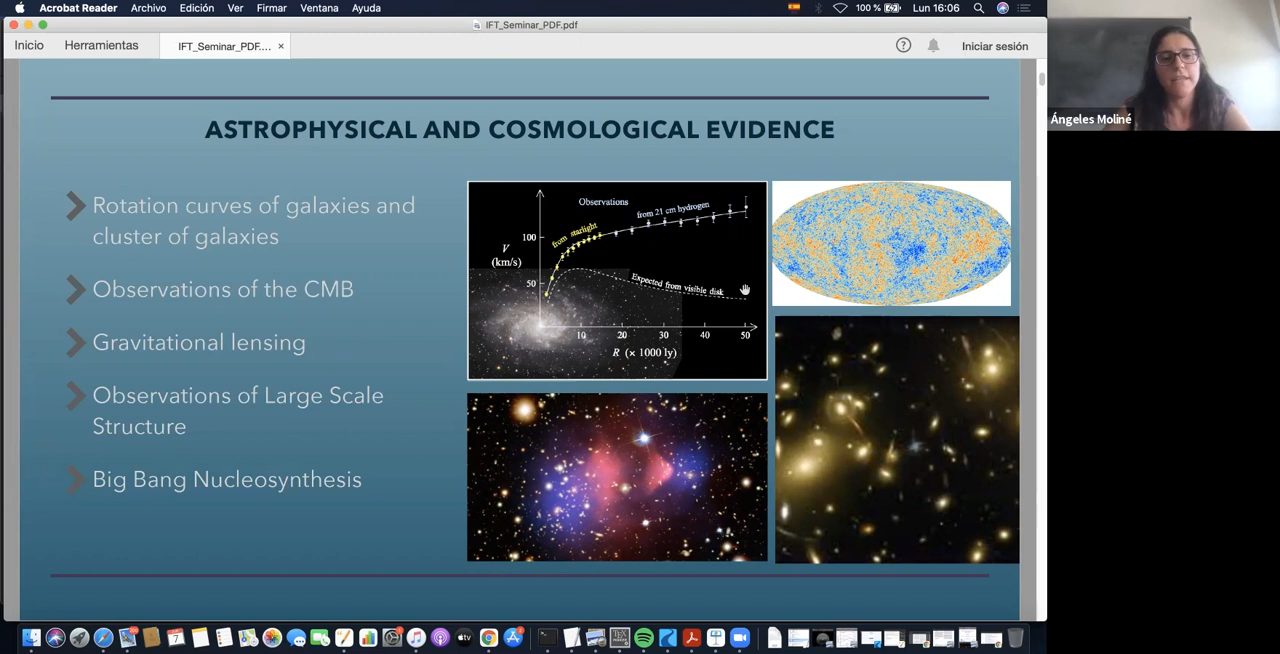 Acrobat Reader Archivo Edición Ver Firmar Ventana Ayuda 100 % Lun 16:06
IFT_Seminar_PDF.pdf
Inicio Herramientas IFT_Seminar_PDF.... × ? Iniciar sesión
Ángeles Moliné
ASTROPHYSICAL AND COSMOLOGICAL EVIDENCE
Rotation curves of galaxies and
cluster of galaxies
Observations of the CMB
Gravitational lensing
Observations of Large Scale
Structure
Big Bang Nucleosynthesis
Observations
from 21 cm hydrogen
from starlight
100
V
(km/s)
50
Expected from visible disk
10 20 30 40 50
R (× 1000 ly)
7
tv
TEX